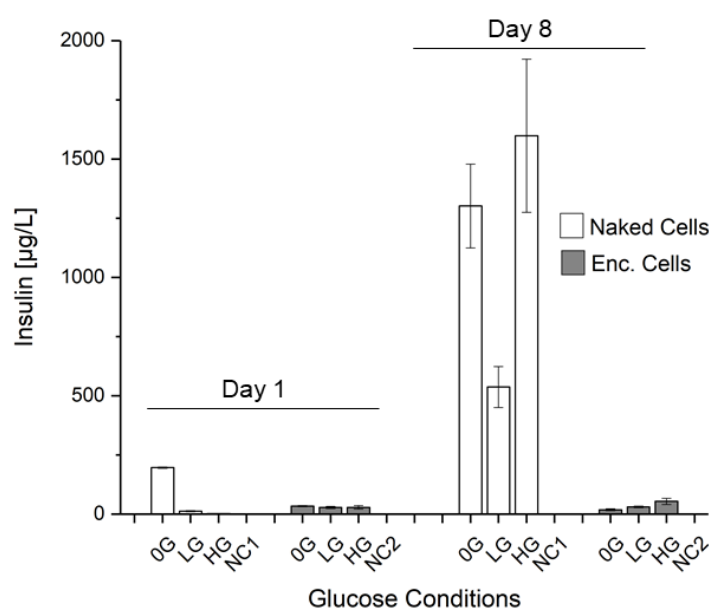 2000
1500
1000
500
0
Insulin [µg/L]
Day 1
Day 8
Naked Cells
Enc. Cells
0G LG HG NC1 0G LG HG NC2 0G LG HG NC1 0G LG HG NC2
Glucose Conditions